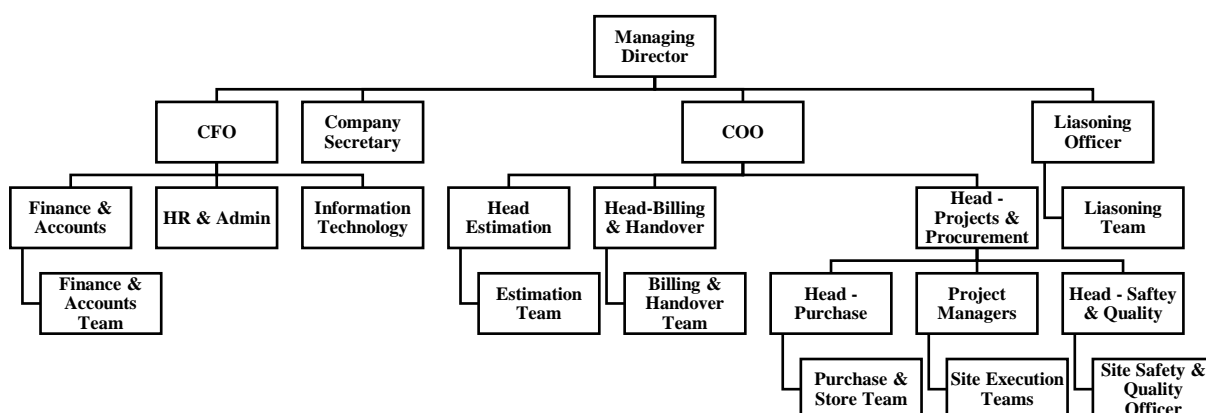 Managing
Director
CFO
Company
Secretary
COO
Liasoning
Officer
Finance &
Accounts
HR & Admin
Information
Technology
Head
Estimation
Head-Billing
& Handover
Head -
Projects &
Procurement
Liasoning
Team
Finance &
Accounts
Team
Estimation
Team
Billing &
Handover
Team
Head -
Purchase
Project
Managers
Head - Saftey
& Quality
Purchase &
Store Team
Site Execution
Teams
Site Safety &
Quality
Officer